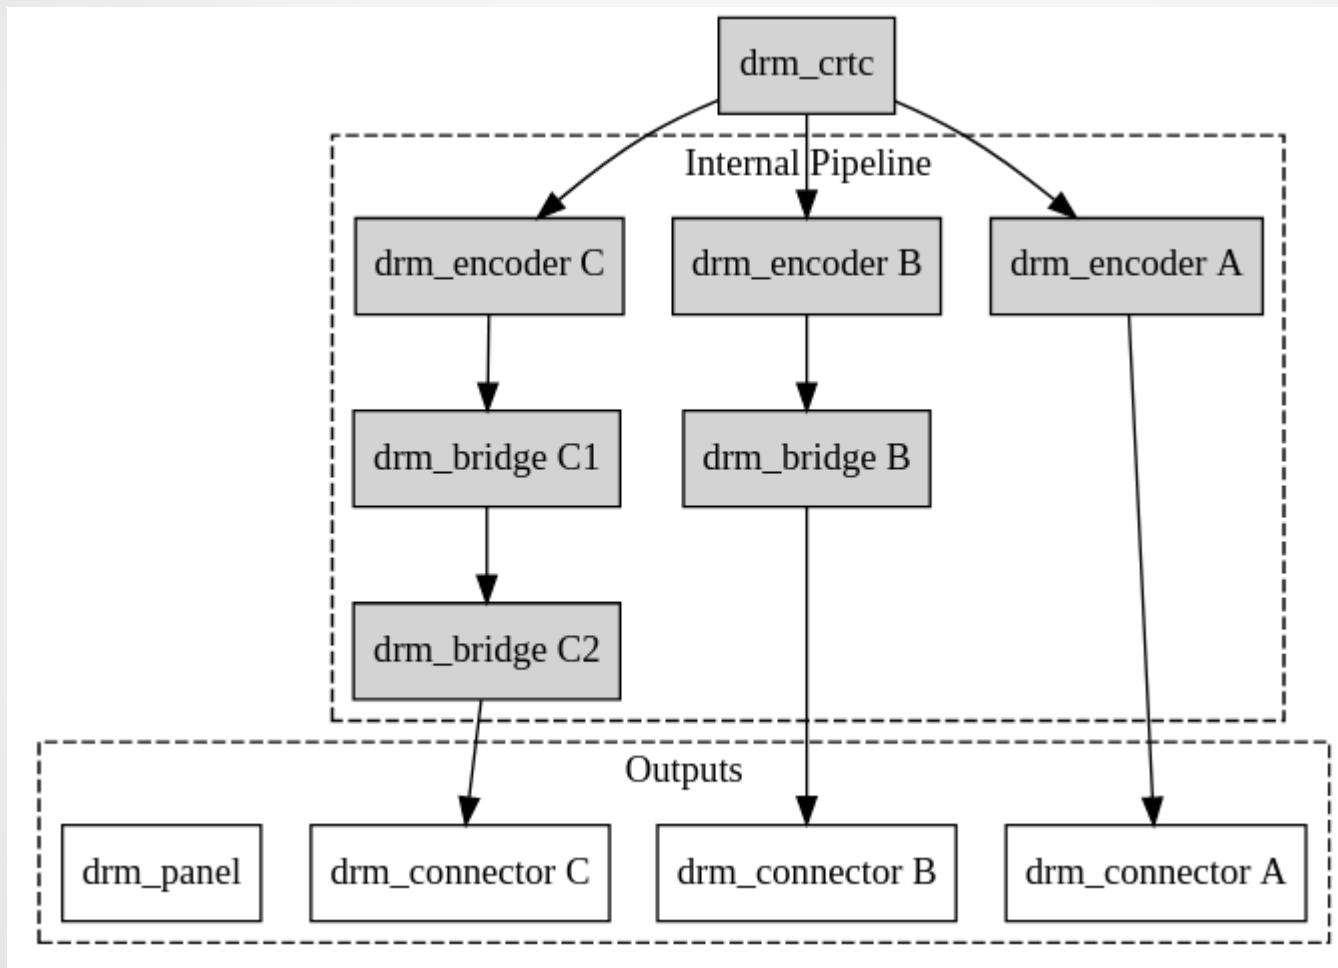 drm_crtc
Internal Pipeline
drm_encoder C
drm_encoder B
drm_encoder A
drm_bridge C1
drm_bridge B
drm_bridge C2
Outputs
drm_panel
drm_connector C
drm_connector B
drm_connector A